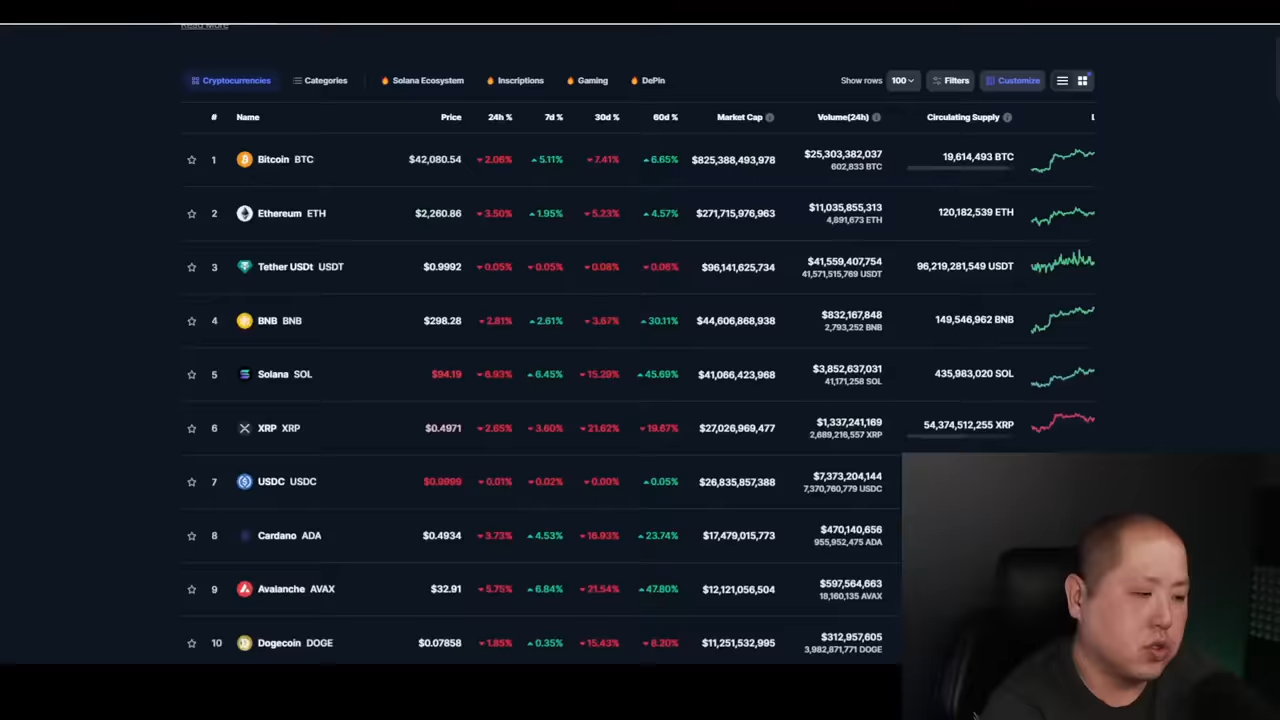 Read More
Cryptocurrencies Categories Solana Ecosystem Inscriptions Gaming DePin Show rows 100 Filters Customize
# Name Price 24h % 7d % 30d % 60d % Market Cap Volume(24h) Circulating Supply L
1 Bitcoin BTC $42,080.54 2.06% 5.11% 7.41% 6.65% $825,388,493,978 $25,303,382,037 19,614,493 BTC
602,833 BTC
2 Ethereum ETH $2,260.86 3.50% 1.95% 5.23% 4.57% $271,715,976,963 $11,035,855,313 120,182,539 ETH
4,891,673 ETH
3 Tether USDt USDT $0.9992 0.05% 0.05% 0.08% 0.06% $96,141,625,734 $41,559,407,754 96,219,281,549 USDT
41,571,515,769 USDT
4 BNB BNB $298.28 2.81% 2.61% 3.67% 30.11% $44,606,868,938 $832,167,848 149,546,962 BNB
2,793,252 BNB
5 Solana SOL $94.19 6.93% 6.45% 15.29% 45.69% $41,066,423,968 $3,852,637,031 435,983,020 SOL
41,171,258 SOL
6 XRP XRP $0.4971 2.65% 3.60% 21.62% 19.67% $27,026,969,477 $1,337,241,169 54,374,512,255 XRP
2,689,216,557 XRP
7 USDC USDC $0.9999 0.01% 0.02% 0.00% 0.05% $26,835,857,388 $7,373,204,144
7,370,760,779 USDC
8 Cardano ADA $0.4934 3.73% 4.53% 16.93% 23.74% $17,479,015,773 $470,140,656
955,952,475 ADA
9 Avalanche AVAX $32.91 5.75% 6.84% 21.54% 47.80% $12,121,056,504 $597,564,663
18,160,135 AVAX
10 Dogecoin DOGE $0.07858 1.85% 0.35% 15.43% 8.20% $11,251,532,995 $312,957,605
3,982,871,771 DOGE